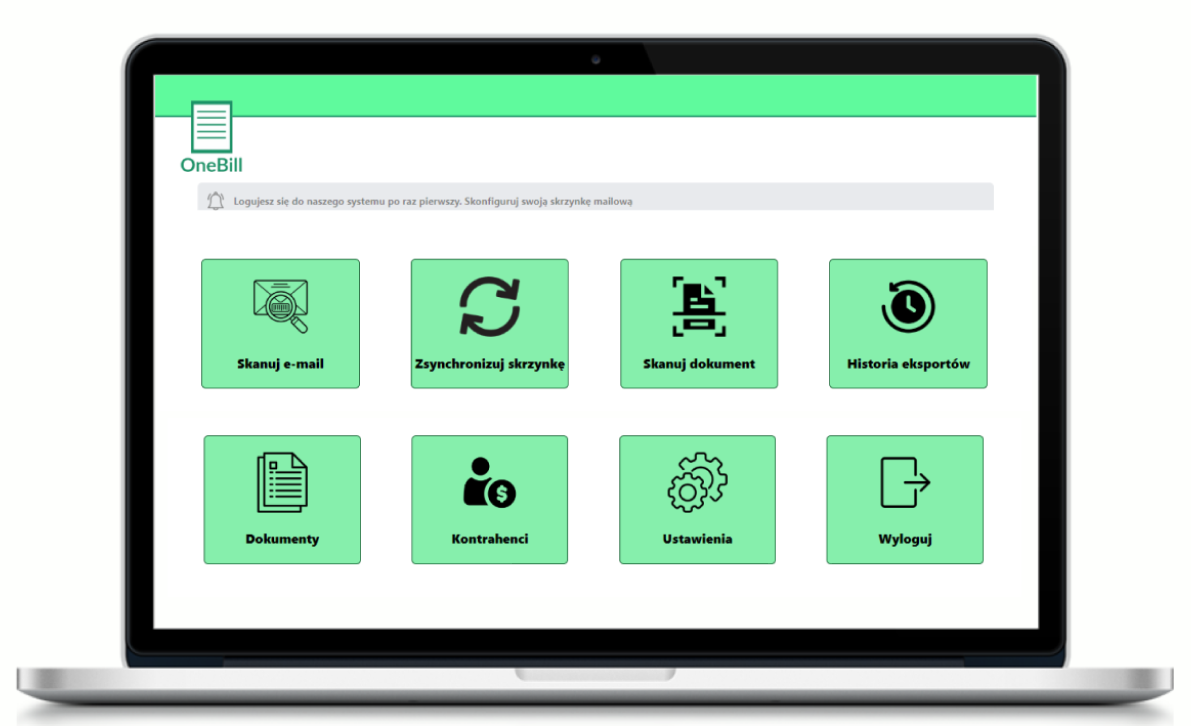 OneBill
Logujesz się do naszego systemu po raz pierwszy. Skonfiguruj swoją skrzynkę mailową
Skanuj e-mail
Zsynchronizuj skrzynkę
Skanuj dokument
Historia eksportów
Dokumenty
Kontrahenci
Ustawienia
Wyloguj